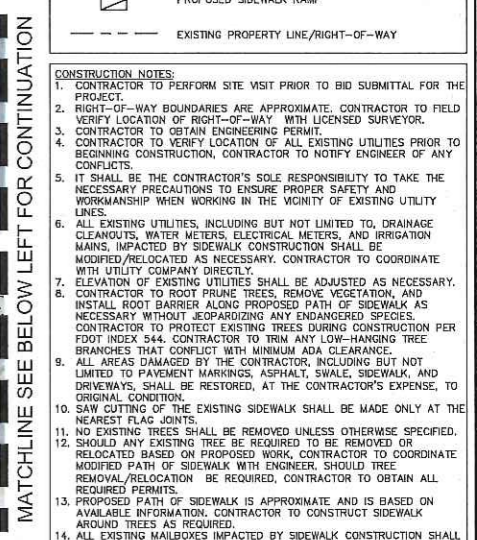 PROPOSED SIDEWALK RAMP
EXISTING PROPERTY LINE/RIGHT-OF-WAY
MATCHLINE SEE BELOW LEFT FOR CONTINUATION
CONSTRUCTION NOTES:
1. CONTRACTOR TO PERFORM SITE VISIT PRIOR TO BID SUBMITTAL FOR THE
PROJECT.
2. RIGHT-OF-WAY BOUNDARIES ARE APPROXIMATE. CONTRACTOR TO FIELD
VERIFY LOCATION OF RIGHT-OF-WAY WITH LICENSED SURVEYOR.
3. CONTRACTOR TO OBTAIN ENGINEERING PERMIT.
4. CONTRACTOR TO VERIFY LOCATION OF ALL EXISTING UTILITIES PRIOR TO
BEGINNING CONSTRUCTION, CONTRACTOR TO NOTIFY ENGINEER OF ANY
CONFLICTS.
5. IT SHALL BE THE CONTRACTOR'S SOLE RESPONSIBILITY TO TAKE THE
NECESSARY PRECAUTIONS TO ENSURE PROPER SAFETY AND
WORKMANSHIP WHEN WORKING IN THE VICINITY OF EXISTING UTILITY
LINES.
6. ALL EXISTING UTILITIES, INCLUDING BUT NOT LIMITED TO, DRAINAGE
CLEANOUTS, WATER METERS, ELECTRICAL METERS, AND IRRIGATION
MAINS, IMPACTED BY SIDEWALK CONSTRUCTION SHALL BE
MODIFIED/RELOCATED AS NECESSARY. CONTRACTOR TO COORDINATE
WITH UTILITY COMPANY DIRECTLY.
7. ELEVATION OF EXISTING UTILITIES SHALL BE ADJUSTED AS NECESSARY.
8. CONTRACTOR TO ROOT PRUNE TREES, REMOVE VEGETATION, AND
INSTALL ROOT BARRIER ALONG PROPOSED PATH OF SIDEWALK AS
NECESSARY WITHOUT JEOPARDIZING ANY ENDANGERED SPECIES.
CONTRACTOR TO PROTECT EXISTING TREES DURING CONSTRUCTION PER
FDOT INDEX 544. CONTRACTOR TO TRIM ANY LOW-HANGING TREE
BRANCHES THAT CONFLICT WITH MINIMUM ADA CLEARANCE.
9. ALL AREAS DAMAGED BY THE CONTRACTOR, INCLUDING BUT NOT
LIMITED TO PAVEMENT MARKINGS, ASPHALT, SWALE, SIDEWALK, AND
DRIVEWAYS, SHALL BE RESTORED, AT THE CONTRACTOR'S EXPENSE, TO
ORIGINAL CONDITION.
10. SAW CUTTING OF THE EXISTING SIDEWALK SHALL BE MADE ONLY AT THE
NEAREST FLAG JOINTS.
11. NO EXISTING TREES SHALL BE REMOVED UNLESS OTHERWISE SPECIFIED.
12. SHOULD ANY EXISTING TREE BE REQUIRED TO BE REMOVED OR
RELOCATED BASED ON PROPOSED WORK, CONTRACTOR TO COORDINATE
MODIFIED PATH OF SIDEWALK WITH ENGINEER. SHOULD TREE
REMOVAL/RELOCATION BE REQUIRED, CONTRACTOR TO OBTAIN ALL
REQUIRED PERMITS.
13. PROPOSED PATH OF SIDEWALK IS APPROXIMATE AND IS BASED ON
AVAILABLE INFORMATION. CONTRACTOR TO CONSTRUCT SIDEWALK
AROUND TREES AS REQUIRED.
14. ALL EXISTING MAILBOXES IMPACTED BY SIDEWALK CONSTRUCTION SHALL